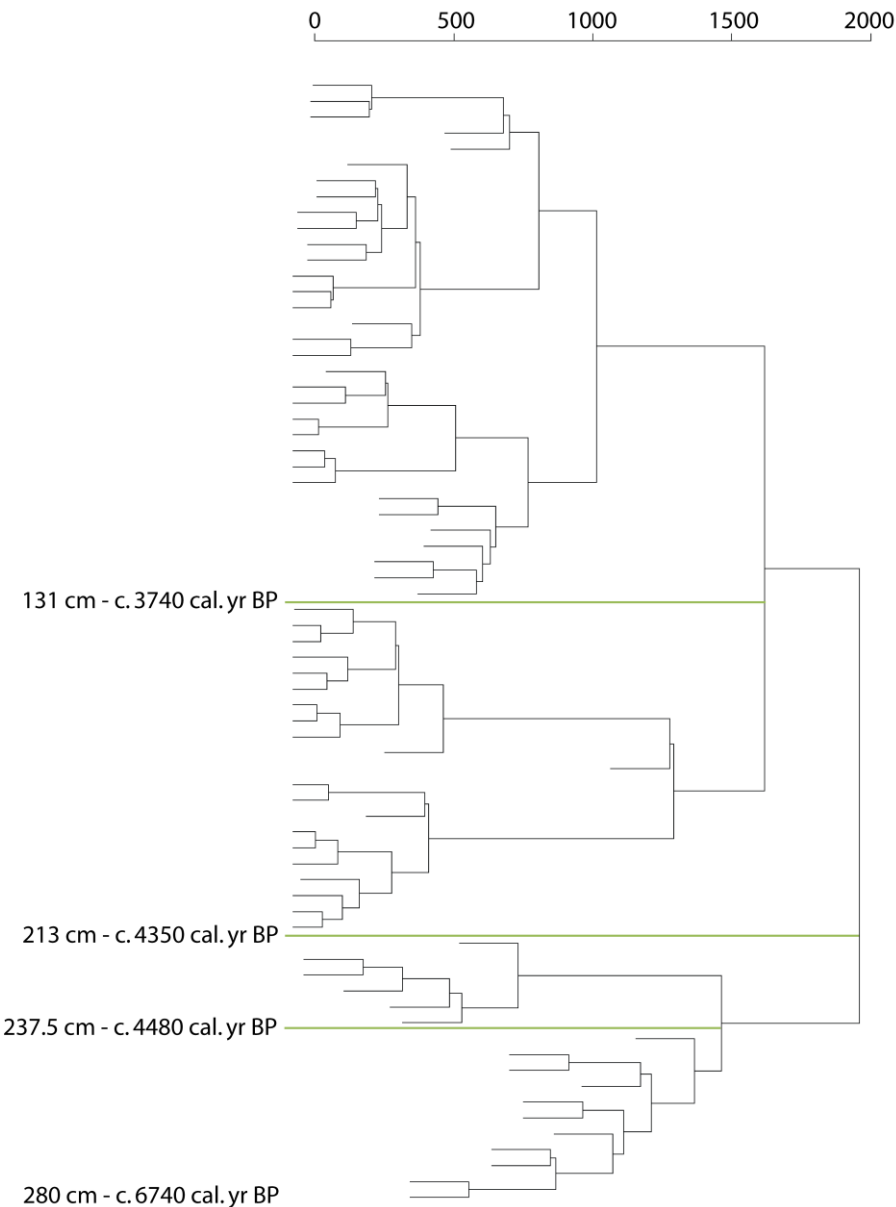 0 500 1000 1500 2000
131 cm - c. 3740 cal. yr BP
213 cm - c. 4350 cal. yr BP
237.5 cm - c. 4480 cal. yr BP
280 cm - c. 6740 cal. yr BP